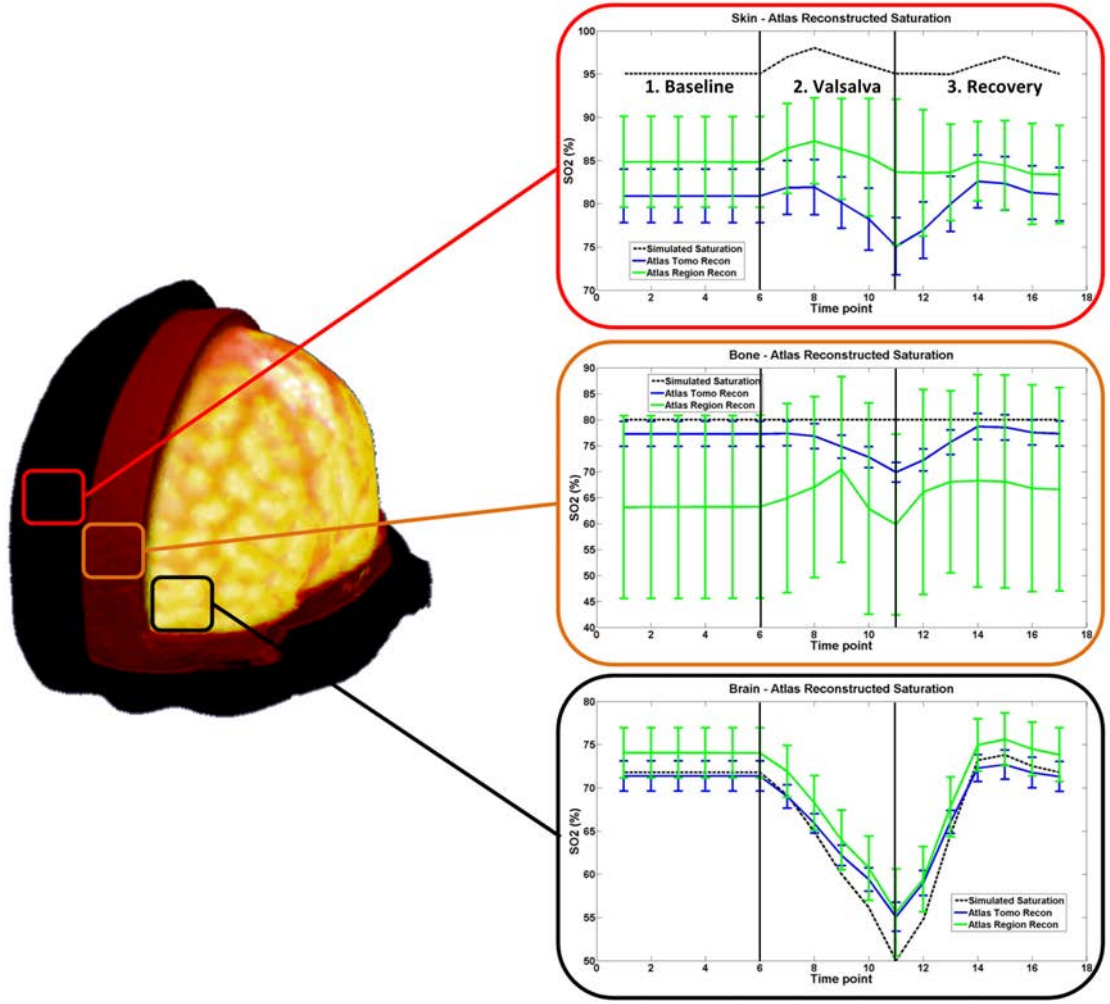 Skin - Atlas Reconstructed Saturation
100
95
90
85
80
75
70
SO2 (%)
1. Baseline
2. Valsalva
3. Recovery
Simulated Saturation
Atlas Tomo Recon
Atlas Region Recon
0 2 4 6 8 10 12 14 16 18
Time point
Bone - Atlas Reconstructed Saturation
90
85
80
75
70
65
60
55
50
45
40
SO2 (%)
Simulated Saturation
Atlas Tomo Recon
Atlas Region Recon
0 2 4 6 8 10 12 14 16 18
Time point
Brain - Atlas Reconstructed Saturation
75
70
65
60
55
50
SO2 (%)
Simulated Saturation
Atlas Tomo Recon
Atlas Region Recon
0 2 4 6 8 10 12 14 16 18
Time point